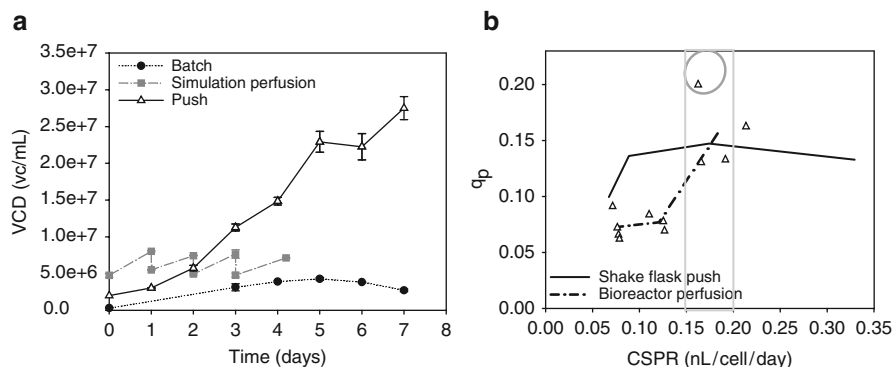 a
3.5e+7
3.0e+7
2.5e+7
2.0e+7
1.5e+7
1.0e+7
5.0e+6
0.0
VCD (vc/mL)
Batch
Simulation perfusion
Push
0 1 2 3 4 5 6 7 8
Time (days)
b
0.20
0.15
0.10
0.05
0.00
qp
Shake flask push
Bioreactor perfusion
0.00 0.05 0.10 0.15 0.20 0.25 0.30 0.35
CSPR (nL/cell/day)